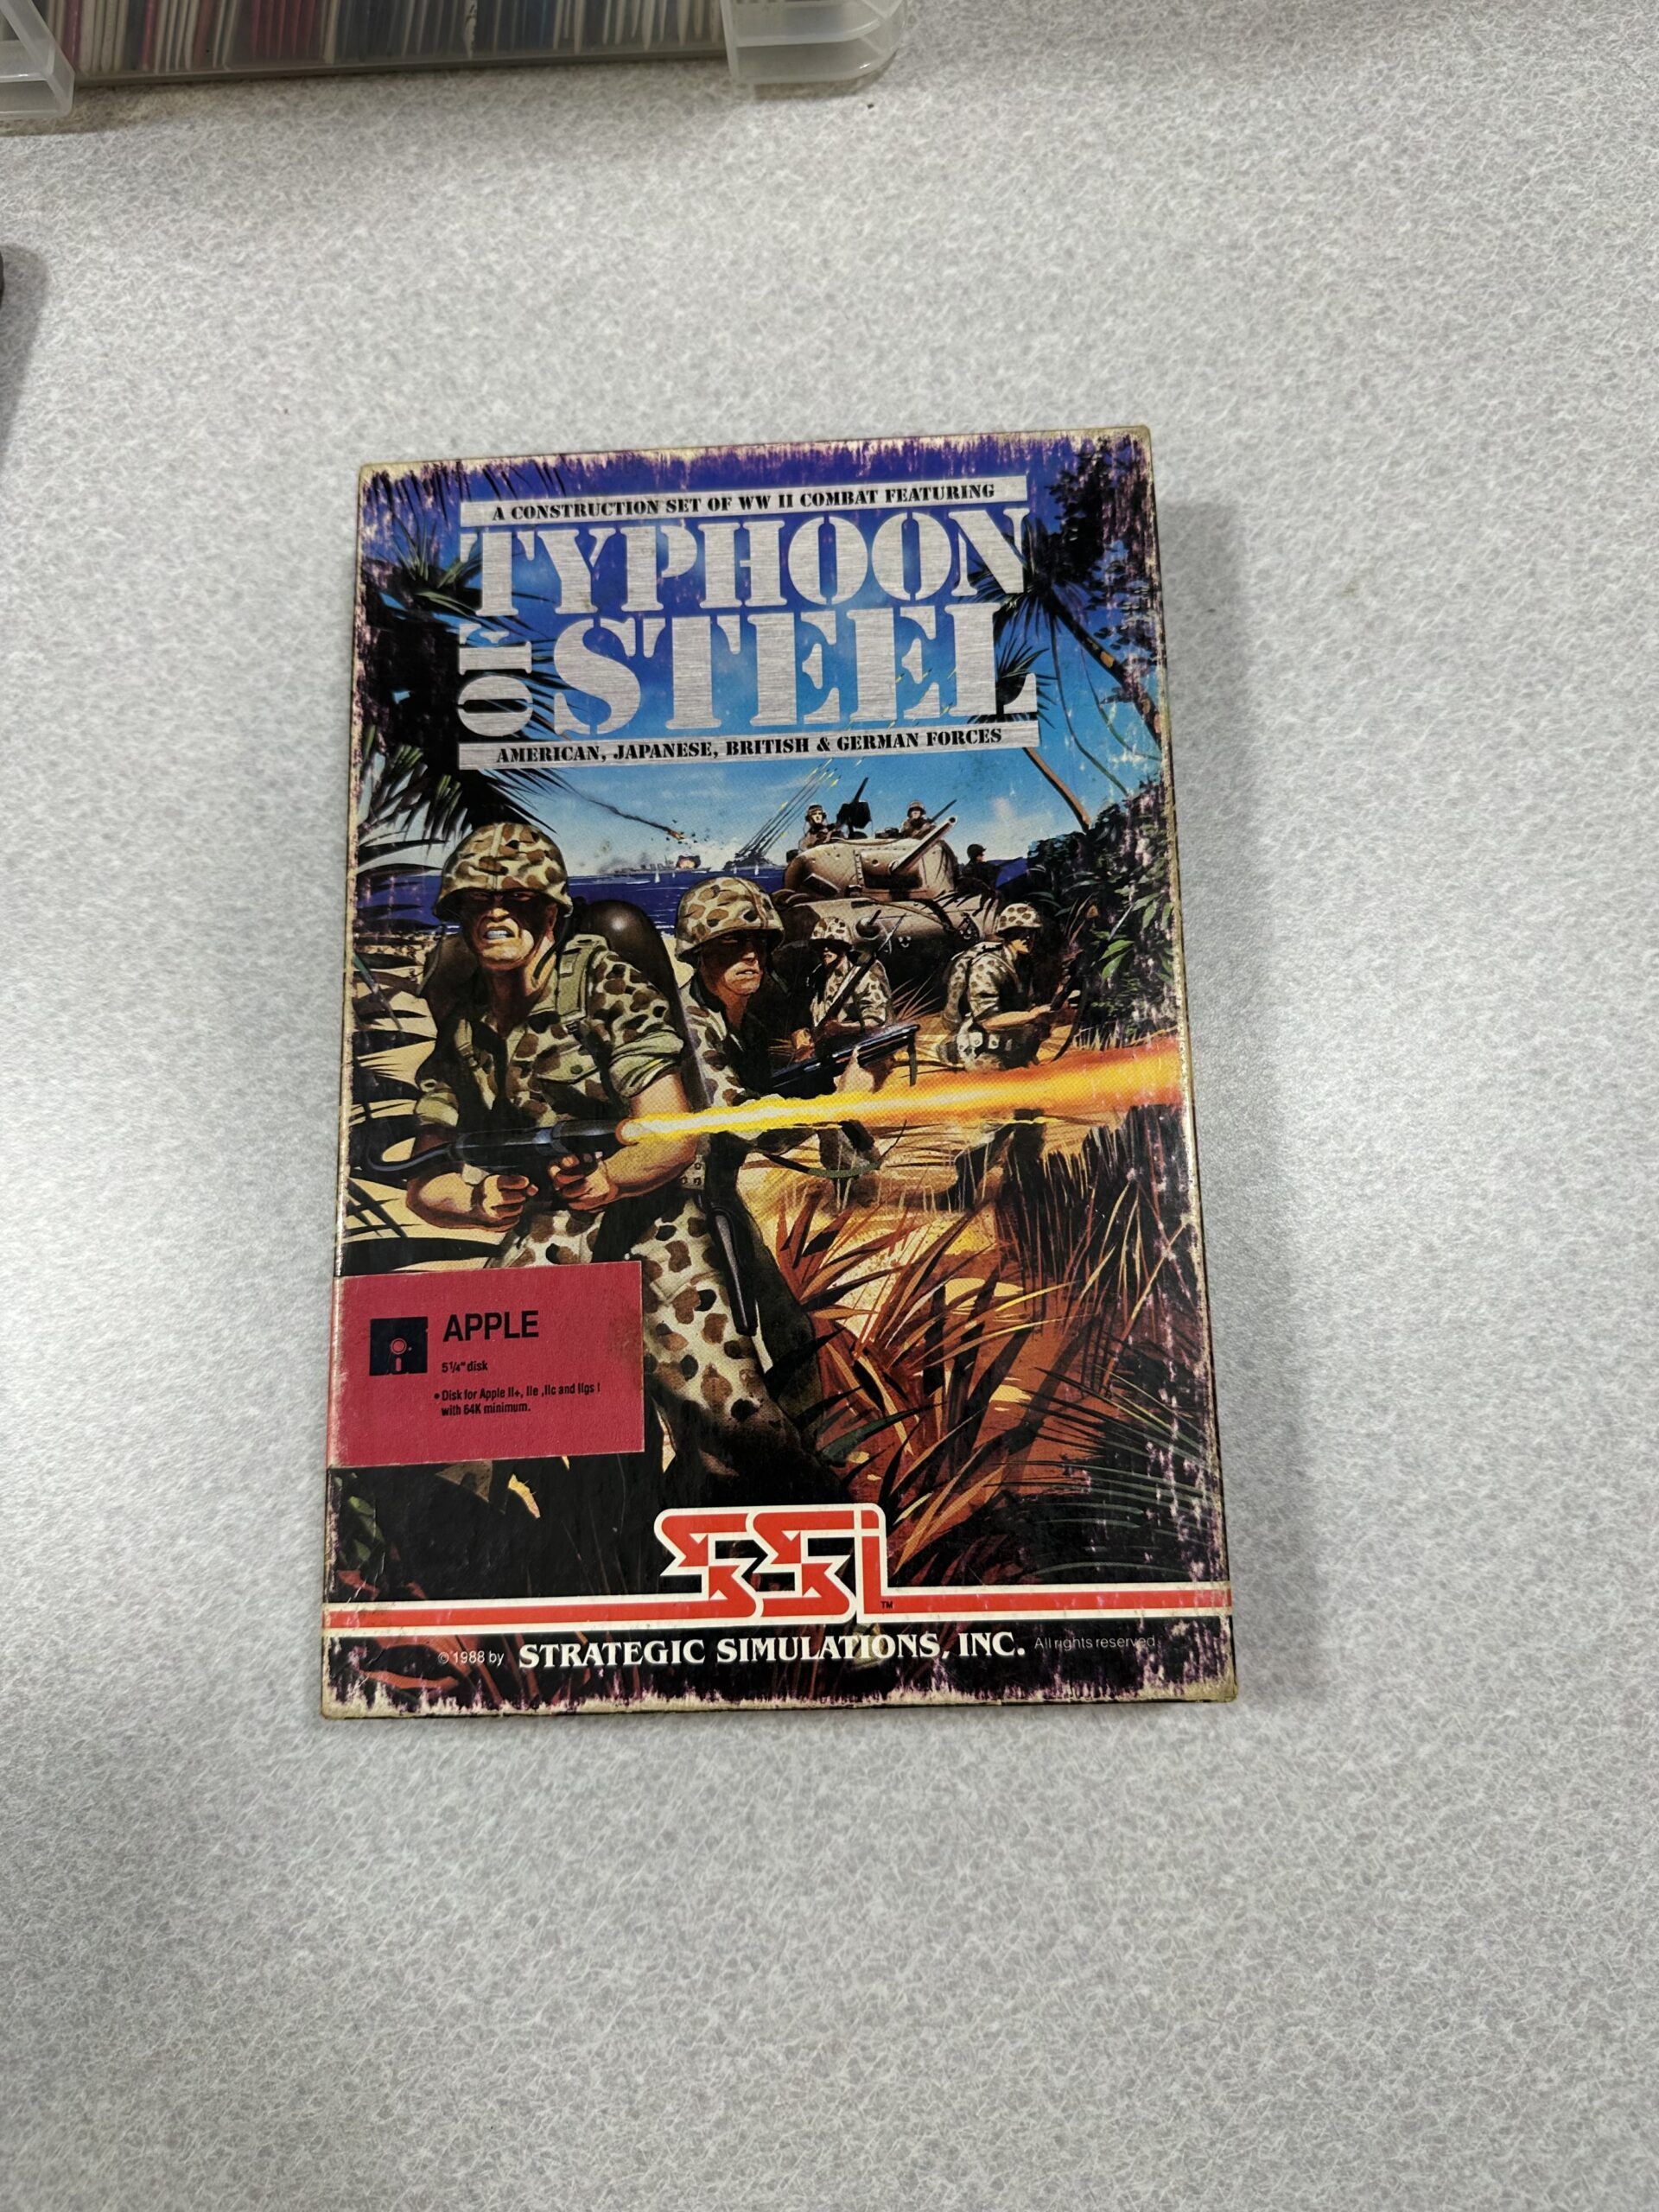 A CONSTRUCTION SET OF WW II COMBAT FEATURING
TYPHOON
OF STEEL
AMERICAN, JAPANESE, BRITISH & GERMAN FORCES
APPLE
5¼" disk
• Disk for Apple II+, IIe ,IIc and IIgs !
with 64K minimum.
SSI™
© 1988 by STRATEGIC SIMULATIONS, INC. All rights reserved